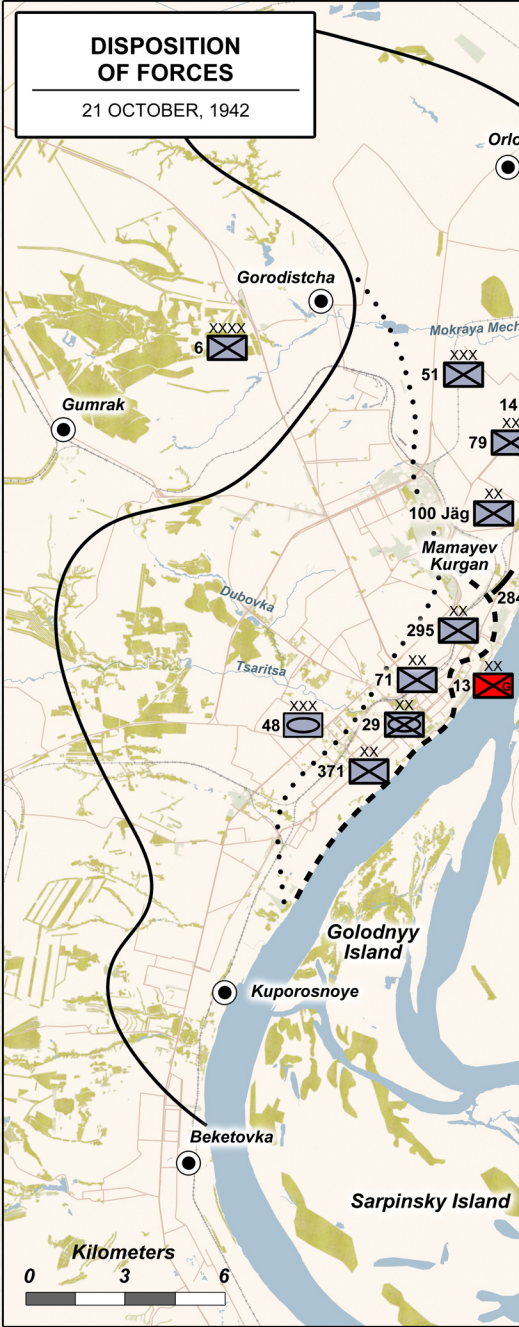 DISPOSITION
OF FORCES
21 OCTOBER, 1942
Orlo
Gorodistcha
Mokraya Mech
XXXX
6
XXX
51
Gumrak
14
XX
79
XX
100 Jäg
Mamayev
Kurgan
284
Dubovka
XX
295
Tsaritsa
XX
71
XX
13
G
XXX
48
XX
29
XX
371
Golodnyy
Island
Kuporosnoye
Beketovka
Sarpinsky Island
Kilometers
0 3 6